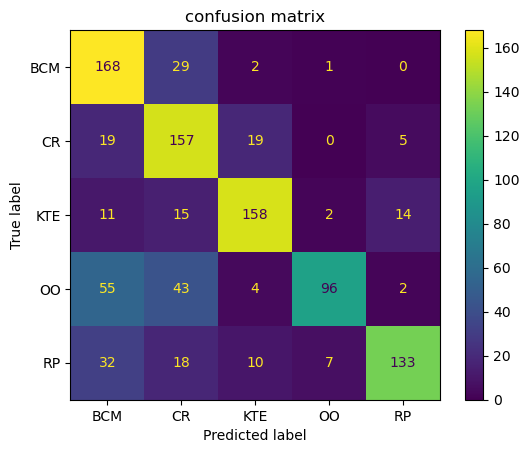 confusion matrix
BCM 168 29 2 1 0
CR 19 157 19 0 5
KTE 11 15 158 2 14
OO 55 43 4 96 2
RP 32 18 10 7 133
BCM CR KTE OO RP
True label
Predicted label
160
140
120
100
80
60
40
20
0